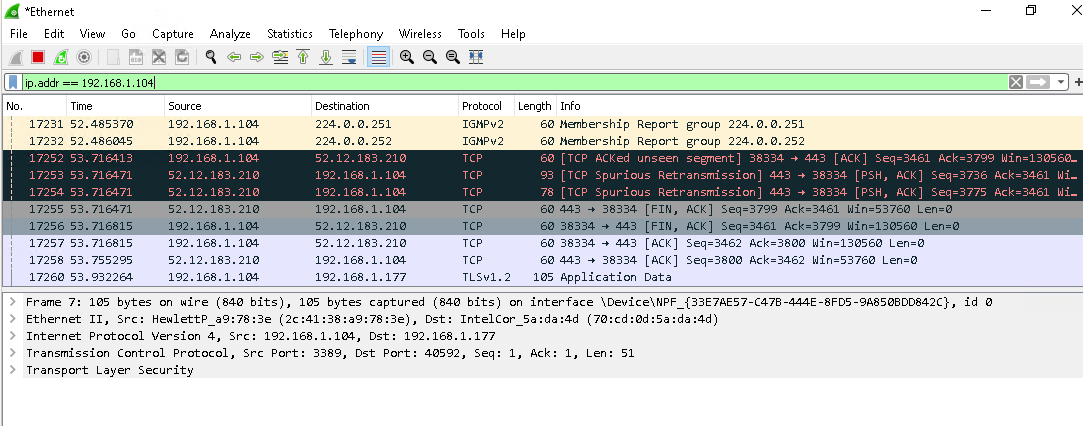 *Ethernet
File Edit View Go Capture Analyze Statistics Telephony Wireless Tools Help
ip.addr == 192.168.1.104
No. Time Source Destination Protocol Length Info
17231 52.485370 192.168.1.104 224.0.0.251 IGMPv2 60 Membership Report group 224.0.0.251
17232 52.486045 192.168.1.104 224.0.0.252 IGMPv2 60 Membership Report group 224.0.0.252
17252 53.716413 192.168.1.104 52.12.183.210 TCP 60 [TCP ACKed unseen segment] 38334 → 443 [ACK] Seq=3461 Ack=3799 Win=130560…
17253 53.716471 52.12.183.210 192.168.1.104 TCP 93 [TCP Spurious Retransmission] 443 → 38334 [PSH, ACK] Seq=3736 Ack=3461 Wi…
17254 53.716471 52.12.183.210 192.168.1.104 TCP 78 [TCP Spurious Retransmission] 443 → 38334 [PSH, ACK] Seq=3775 Ack=3461 Wi…
17255 53.716471 52.12.183.210 192.168.1.104 TCP 60 443 → 38334 [FIN, ACK] Seq=3799 Ack=3461 Win=53760 Len=0
17256 53.716815 192.168.1.104 52.12.183.210 TCP 60 38334 → 443 [FIN, ACK] Seq=3461 Ack=3799 Win=130560 Len=0
17257 53.716815 192.168.1.104 52.12.183.210 TCP 60 38334 → 443 [ACK] Seq=3462 Ack=3800 Win=130560 Len=0
17258 53.755295 52.12.183.210 192.168.1.104 TCP 60 443 → 38334 [ACK] Seq=3800 Ack=3462 Win=53760 Len=0
17260 53.932264 192.168.1.104 192.168.1.177 TLSv1.2 105 Application Data
Frame 7: 105 bytes on wire (840 bits), 105 bytes captured (840 bits) on interface \Device\NPF_{33E7AE57-C47B-444E-8FD5-9A850BDD842C}, id 0
Ethernet II, Src: HewlettP_a9:78:3e (2c:41:38:a9:78:3e), Dst: IntelCor_5a:da:4d (70:cd:0d:5a:da:4d)
Internet Protocol Version 4, Src: 192.168.1.104, Dst: 192.168.1.177
Transmission Control Protocol, Src Port: 3389, Dst Port: 40592, Seq: 1, Ack: 1, Len: 51
Transport Layer Security